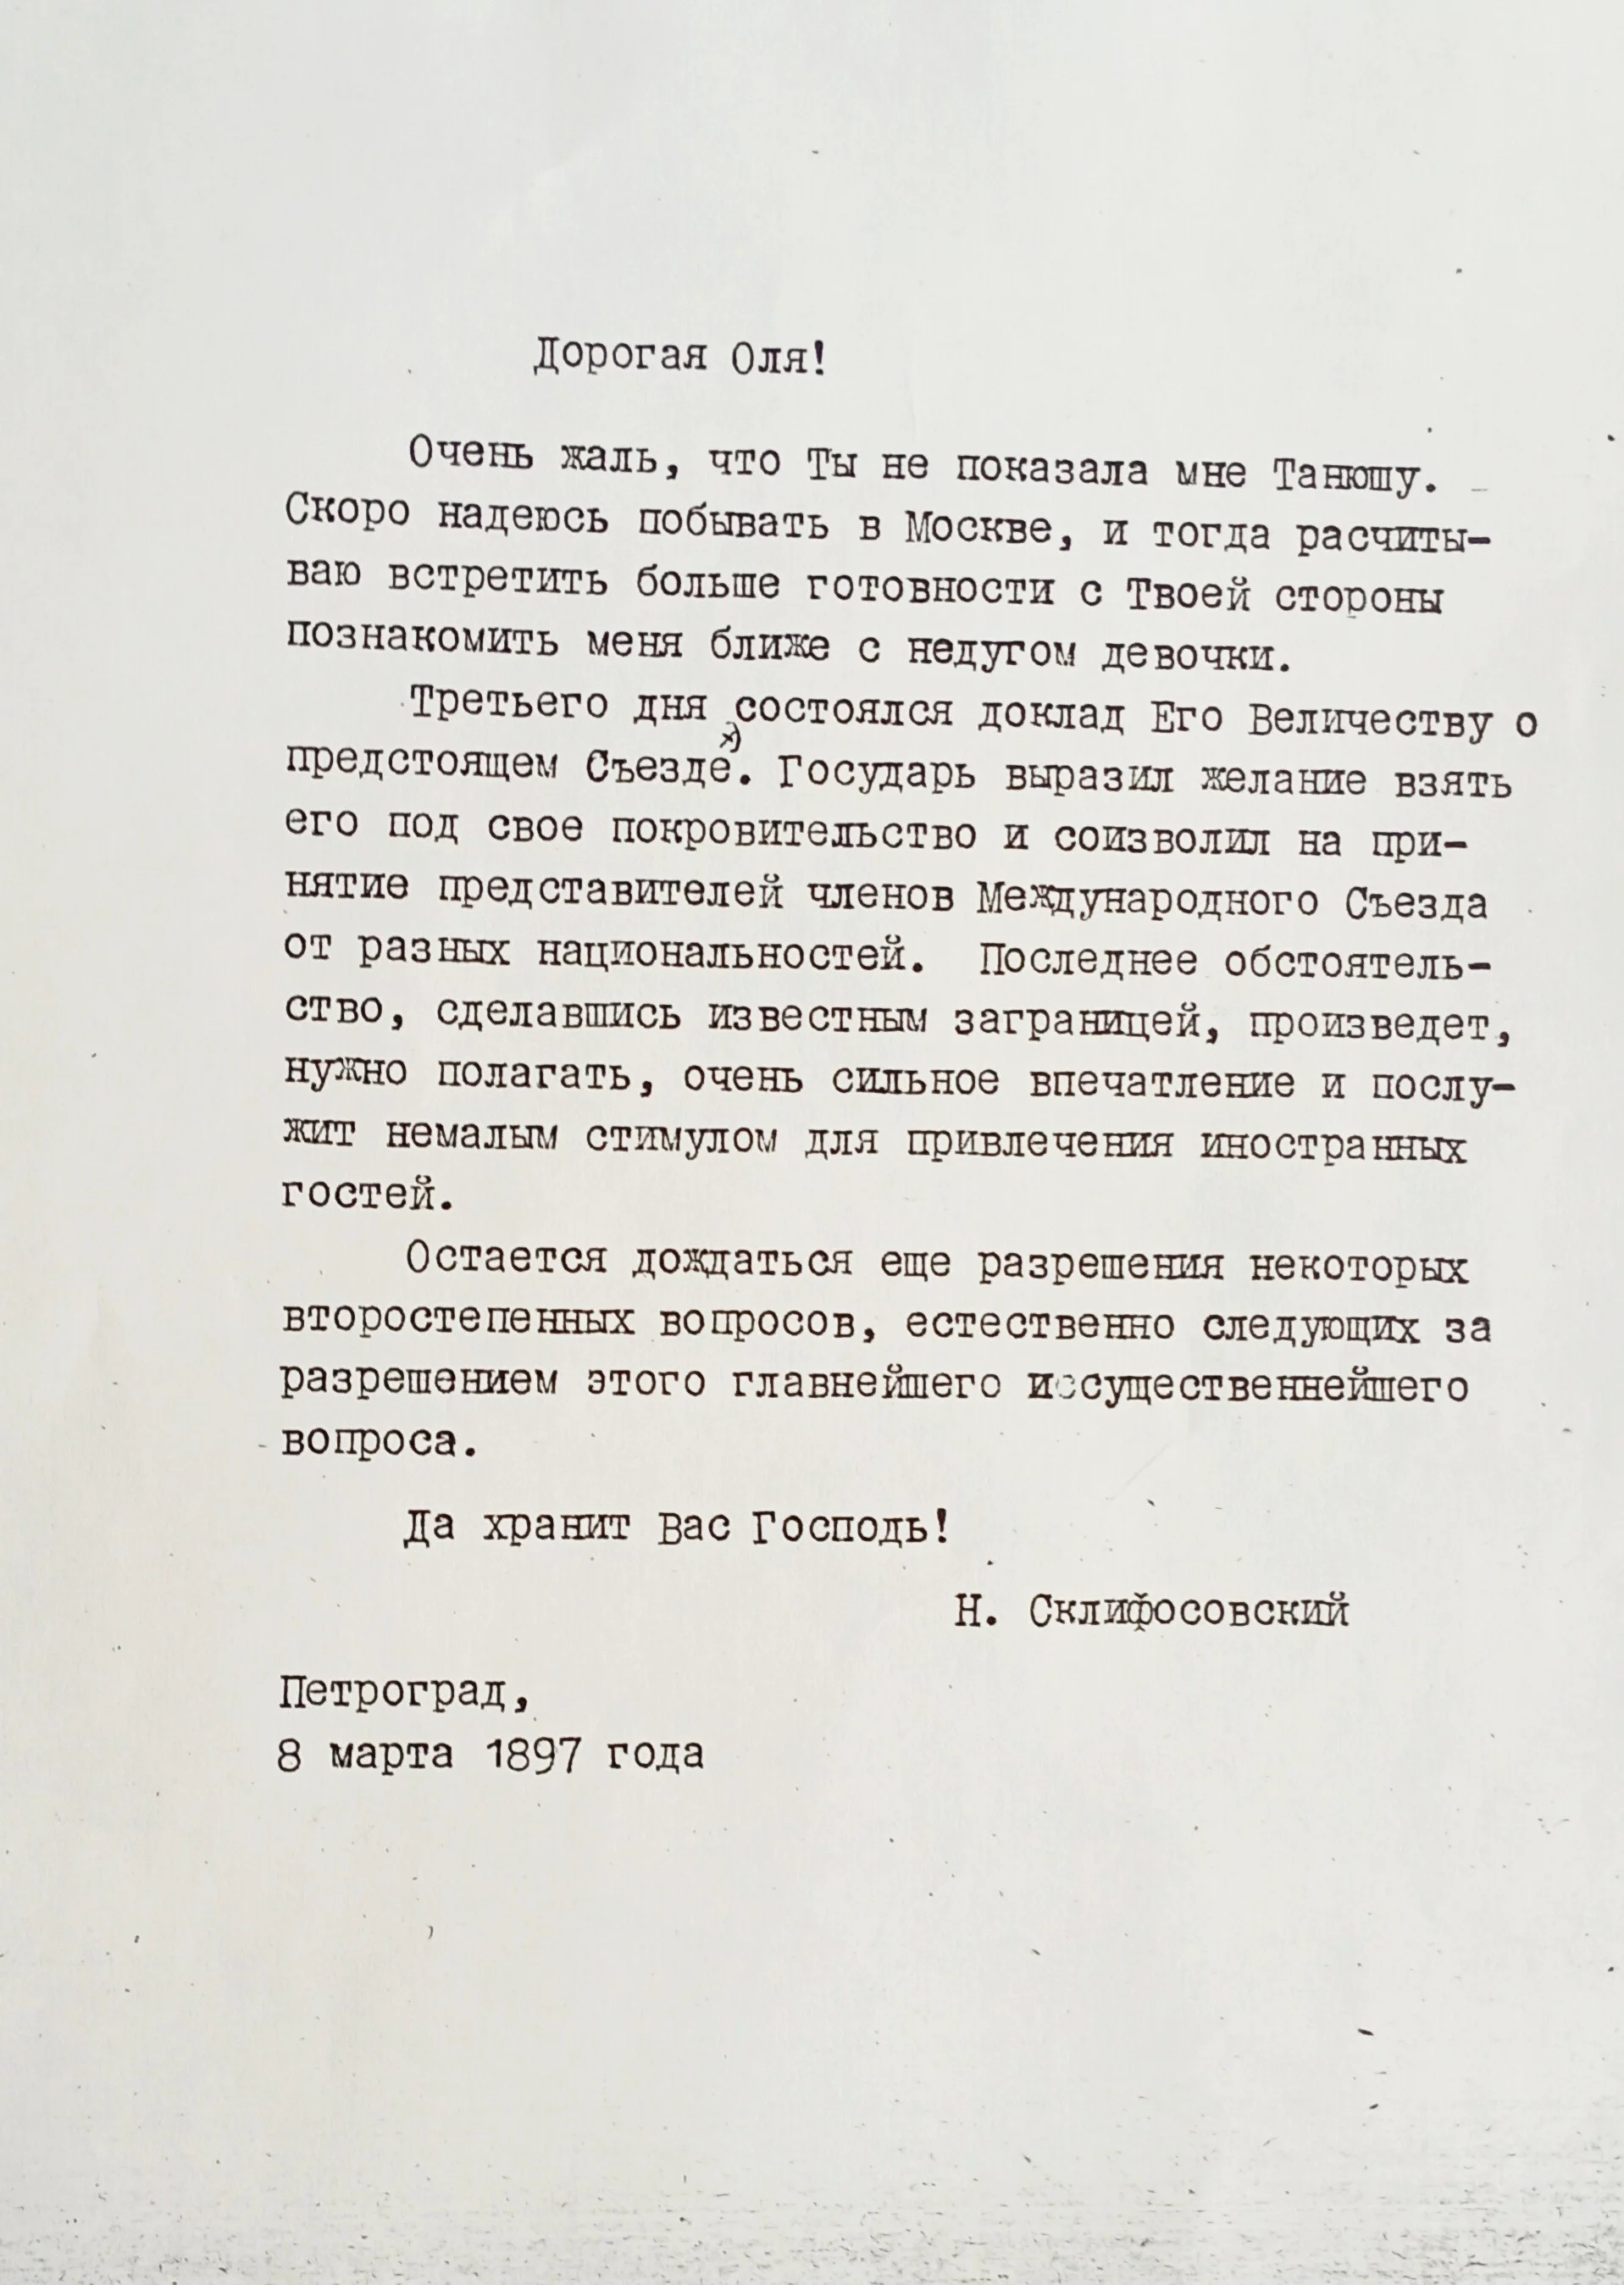 Дорогая Оля!
Очень жаль, что Ты не показала мне Танюшу.
Скоро надеюсь побывать в Москве, и тогда расчиты-
ваю встретить больше готовности с Твоей стороны
познакомить меня ближе с недугом девочки.
Третьего дня состоялся доклад Его Величеству о
предстоящем Съезде х). Государь выразил желание взять
его под свое покровительство и соизволил на при-
нятие представителей членов Международного Съезда
от разных национальностей. Последнее обстоятель-
ство, сделавшись известным заграницей, произведет,
нужно полагать, очень сильное впечатление и послу-
жит немалым стимулом для привлечения иностранных
гостей.
Остается дождаться еще разрешения некоторых
второстепенных вопросов, естественно следующих за
разрешением этого главнейшего иссущественнейшего
вопроса.
Да хранит Вас Господь!
Н. Склифосовский
Петроград,
8 марта 1897 года